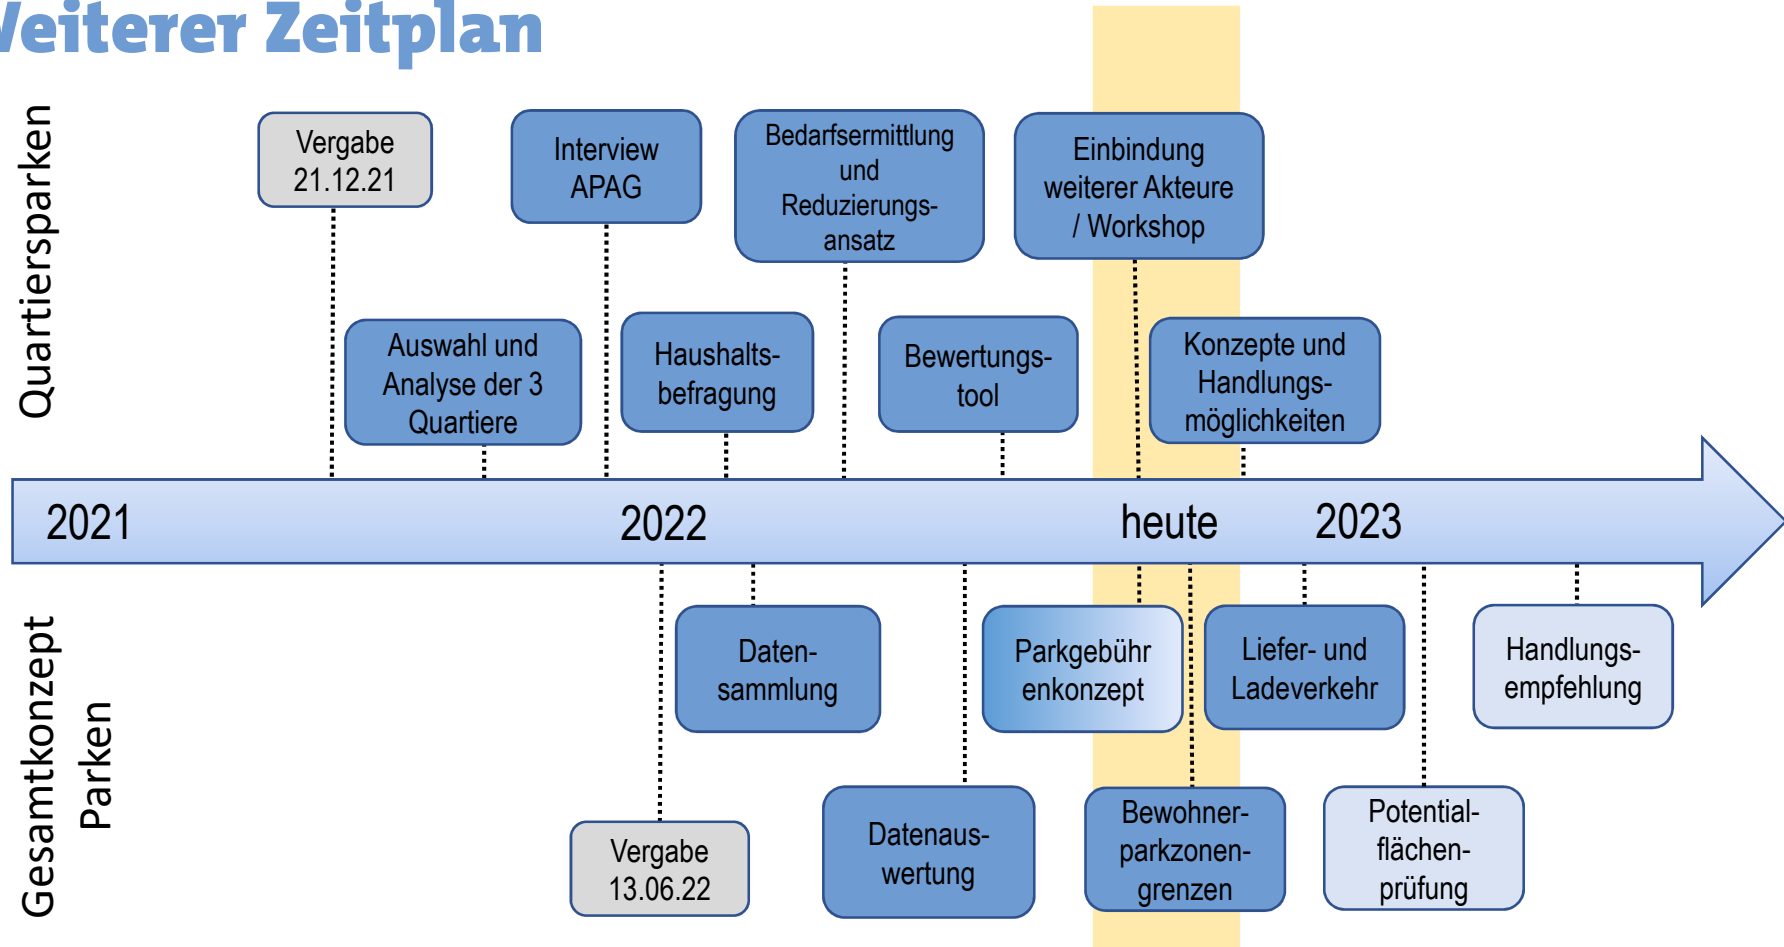 Weiterer Zeitplan
Quartiersparken
Vergabe
21.12.21
Interview
APAG
Bedarfsermittlung
und
Reduzierungs-
ansatz
Einbindung
weiterer Akteure
/ Workshop
Auswahl und
Analyse der 3
Quartiere
Haushalts-
befragung
Bewertungs-
tool
Konzepte und
Handlungs-
möglichkeiten
2021
2022
heute
2023
Gesamtkonzept
Parken
Daten-
sammlung
Parkgebühr
enkonzept
Liefer- und
Ladeverkehr
Handlungs-
empfehlung
Vergabe
13.06.22
Datenaus-
wertung
Bewohner-
parkzonen-
grenzen
Potential-
flächen-
prüfung